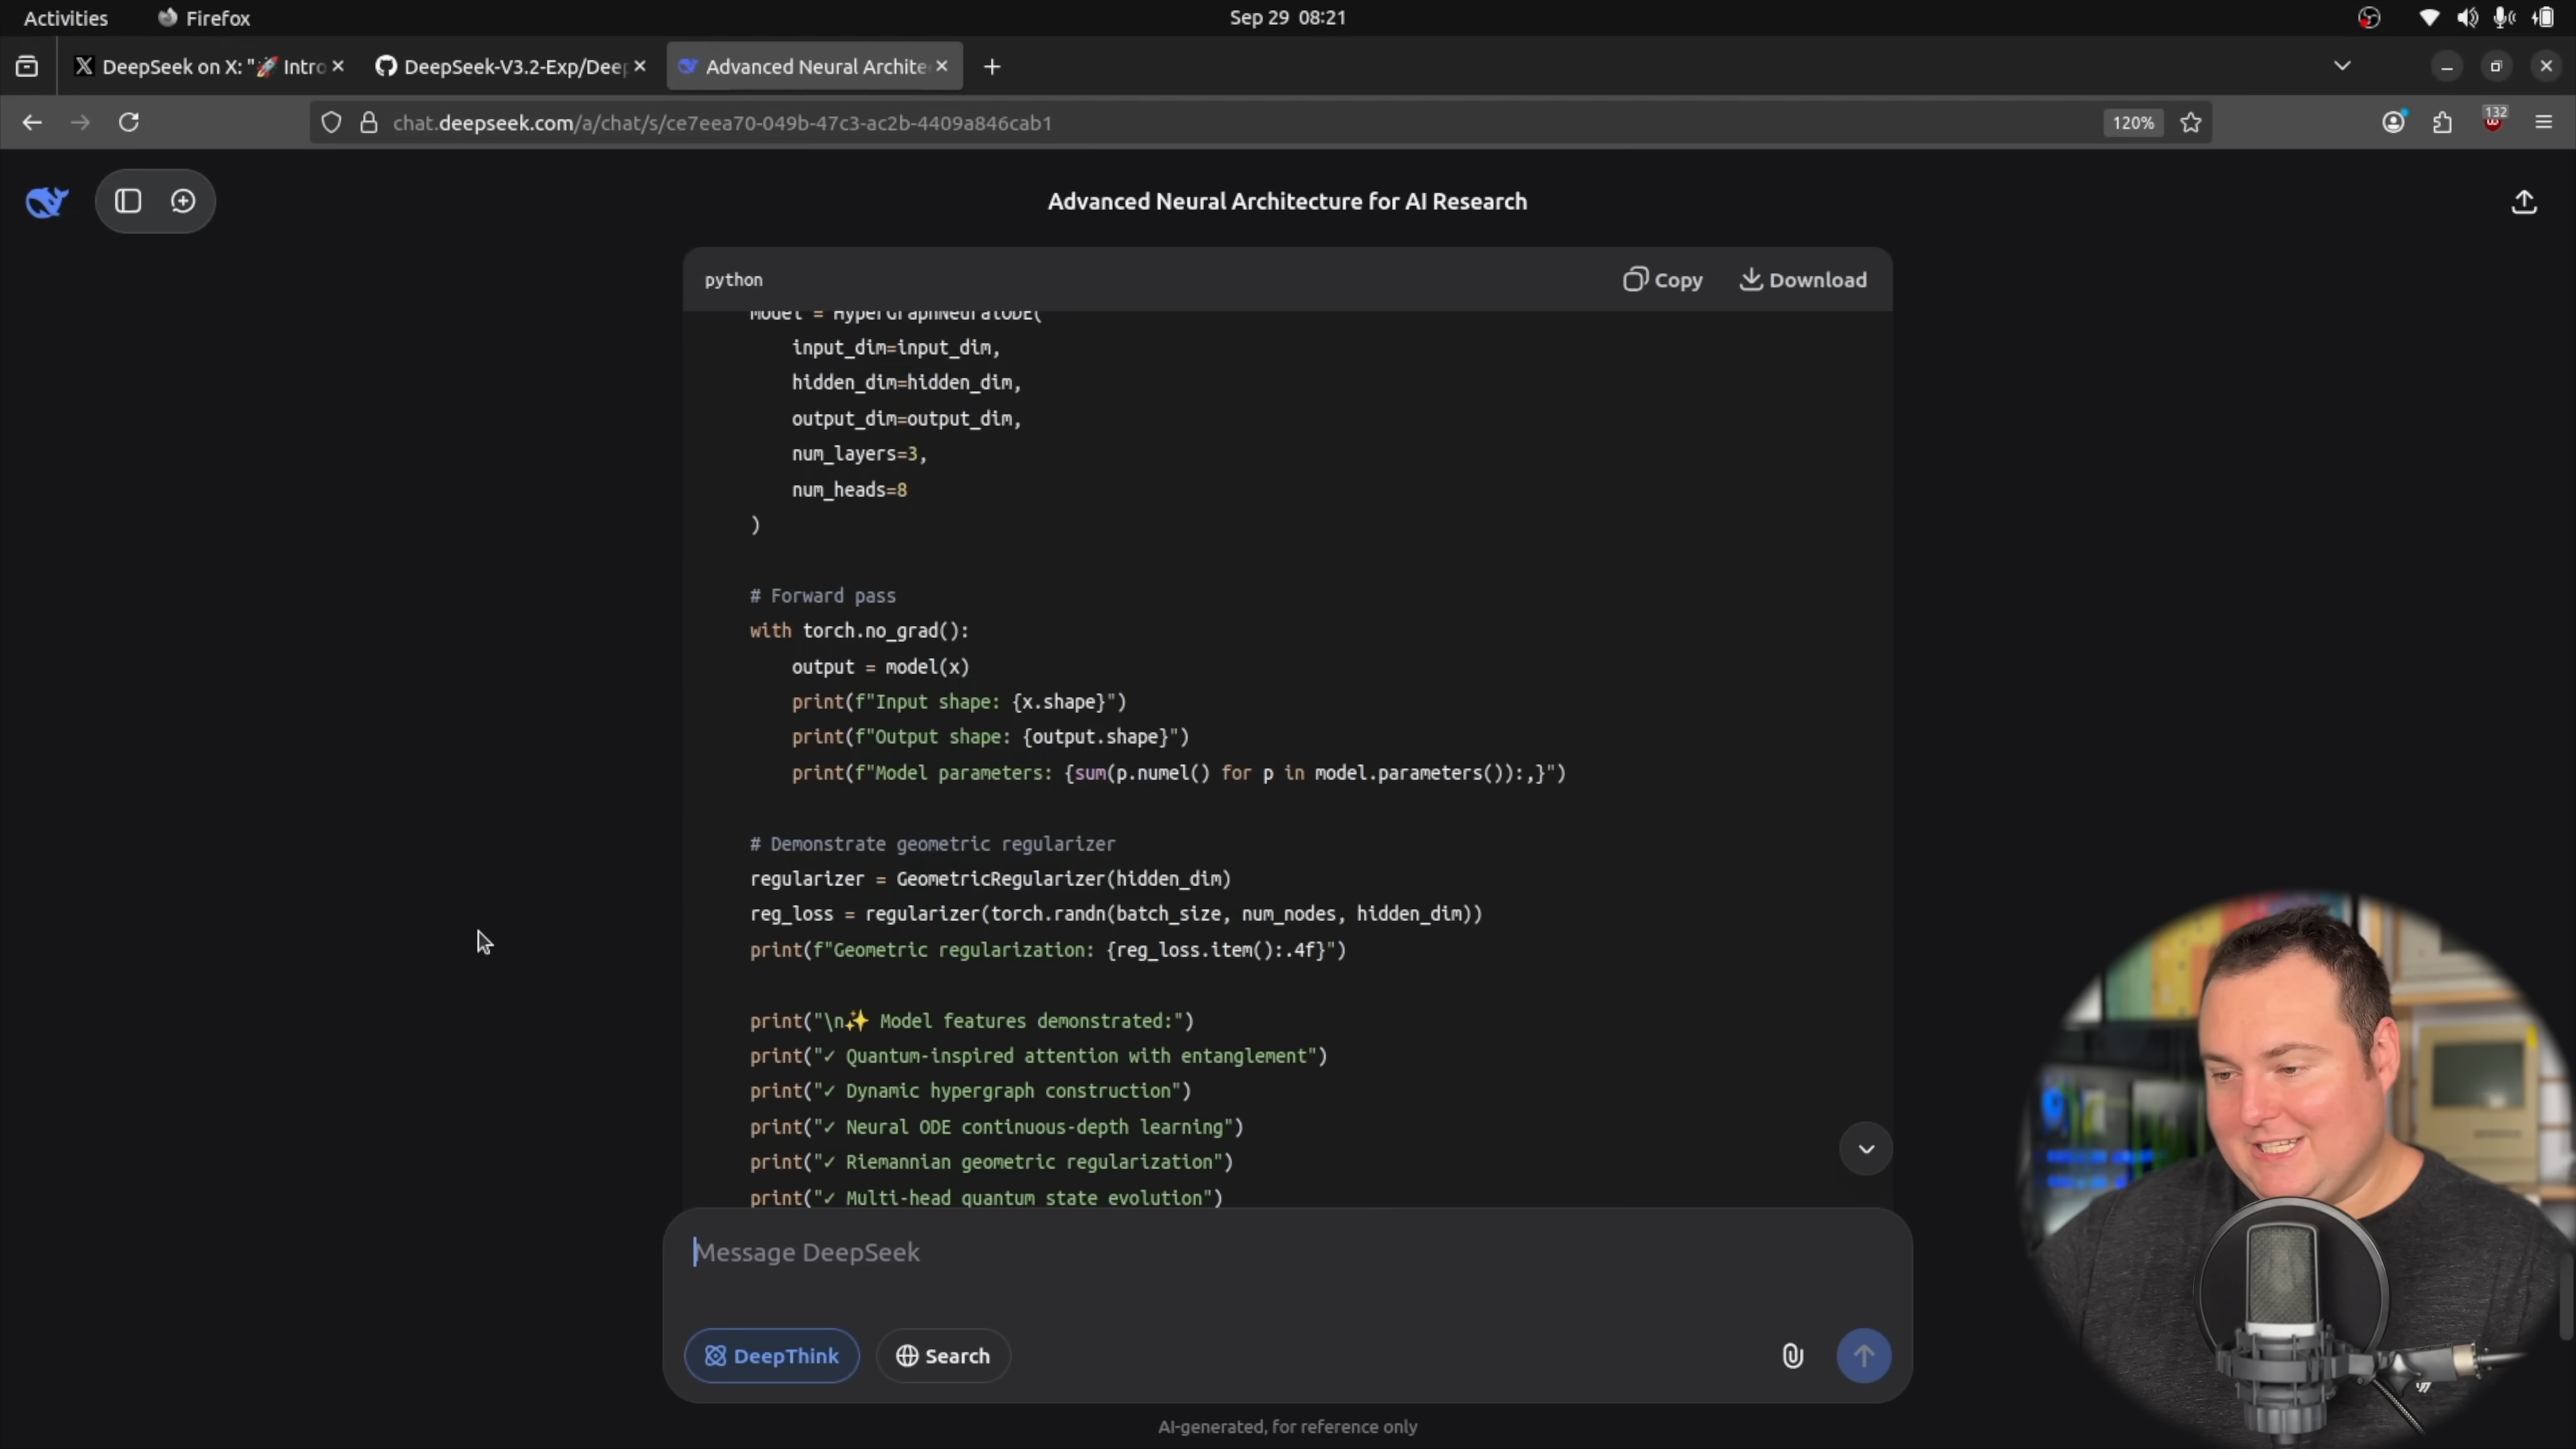 Activities
Firefox
Sep 29 08:21
DeepSeek on X: "🚀 Intro
DeepSeek-V3.2-Exp/Deep
Advanced Neural Archite
chat.deepseek.com/a/chat/s/ce7eea70-049b-47c3-ac2b-4409a846cab1
120%
132
Advanced Neural Architecture for AI Research
python
Copy
Download
model = HyperGraphNeuralODE(
input_dim=input_dim,
hidden_dim=hidden_dim,
output_dim=output_dim,
num_layers=3,
num_heads=8
)
# Forward pass
with torch.no_grad():
output = model(x)
print(f"Input shape: {x.shape}")
print(f"Output shape: {output.shape}")
print(f"Model parameters: {sum(p.numel() for p in model.parameters()):,}")
# Demonstrate geometric regularizer
regularizer = GeometricRegularizer(hidden_dim)
reg_loss = regularizer(torch.randn(batch_size, num_nodes, hidden_dim))
print(f"Geometric regularization: {reg_loss.item():.4f}")
print("\n✨ Model features demonstrated:")
print("✓ Quantum-inspired attention with entanglement")
print("✓ Dynamic hypergraph construction")
print("✓ Neural ODE continuous-depth learning")
print("✓ Riemannian geometric regularization")
print("✓ Multi-head quantum state evolution")
Message DeepSeek
DeepThink
Search
AI-generated, for reference only